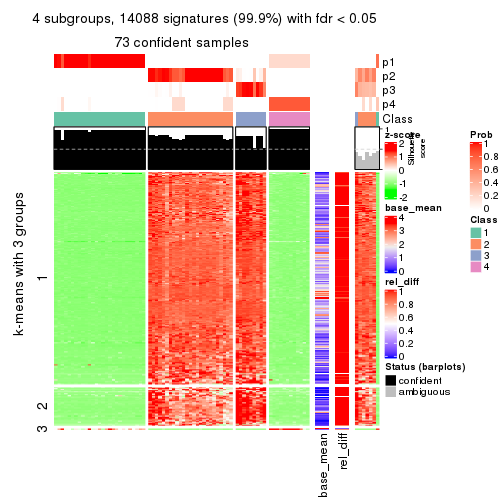 4 subgroups, 14088 signatures (99.9%) with fdr < 0.05
73 confident samples
p1
p2
p3
p4
Class
1
Silhouette
score
k-means with 3 groups
1
2
3
base_mean
rel_diff
z-score
2
1
0
-1
-2
base_mean
4
3
2
1
0
rel_diff
1
0.8
0.6
0.4
0.2
0
Status (barplots)
confident
ambiguous
Prob
1
0.8
0.6
0.4
0.2
0
Class
1
2
3
4